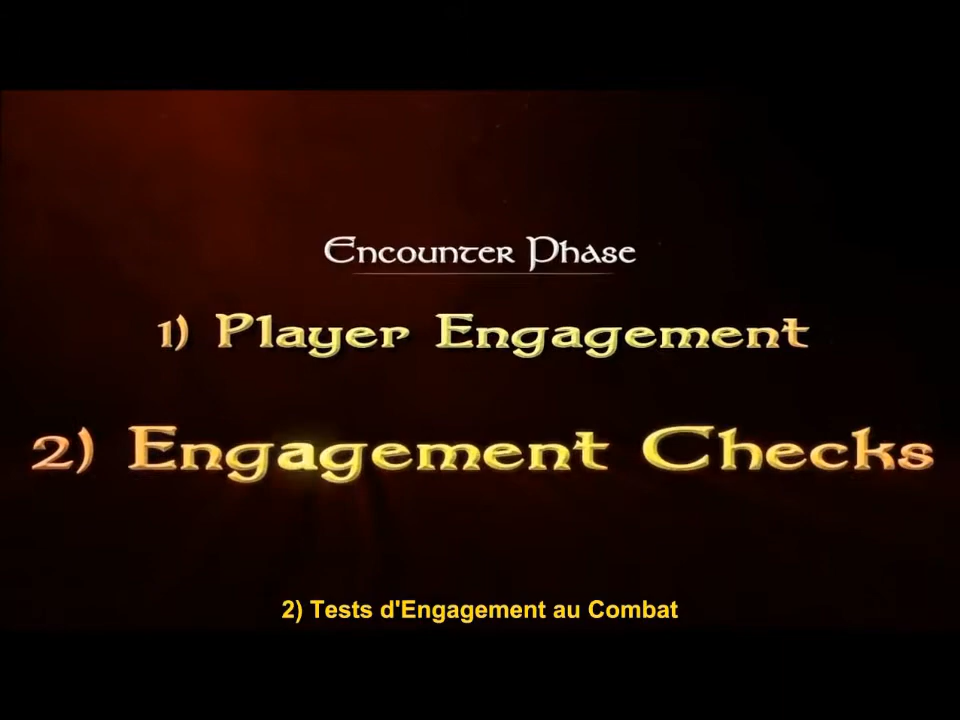 Encounter Phase
1) Player Engagement
2) Engagement Checks
2) Tests d'Engagement au Combat